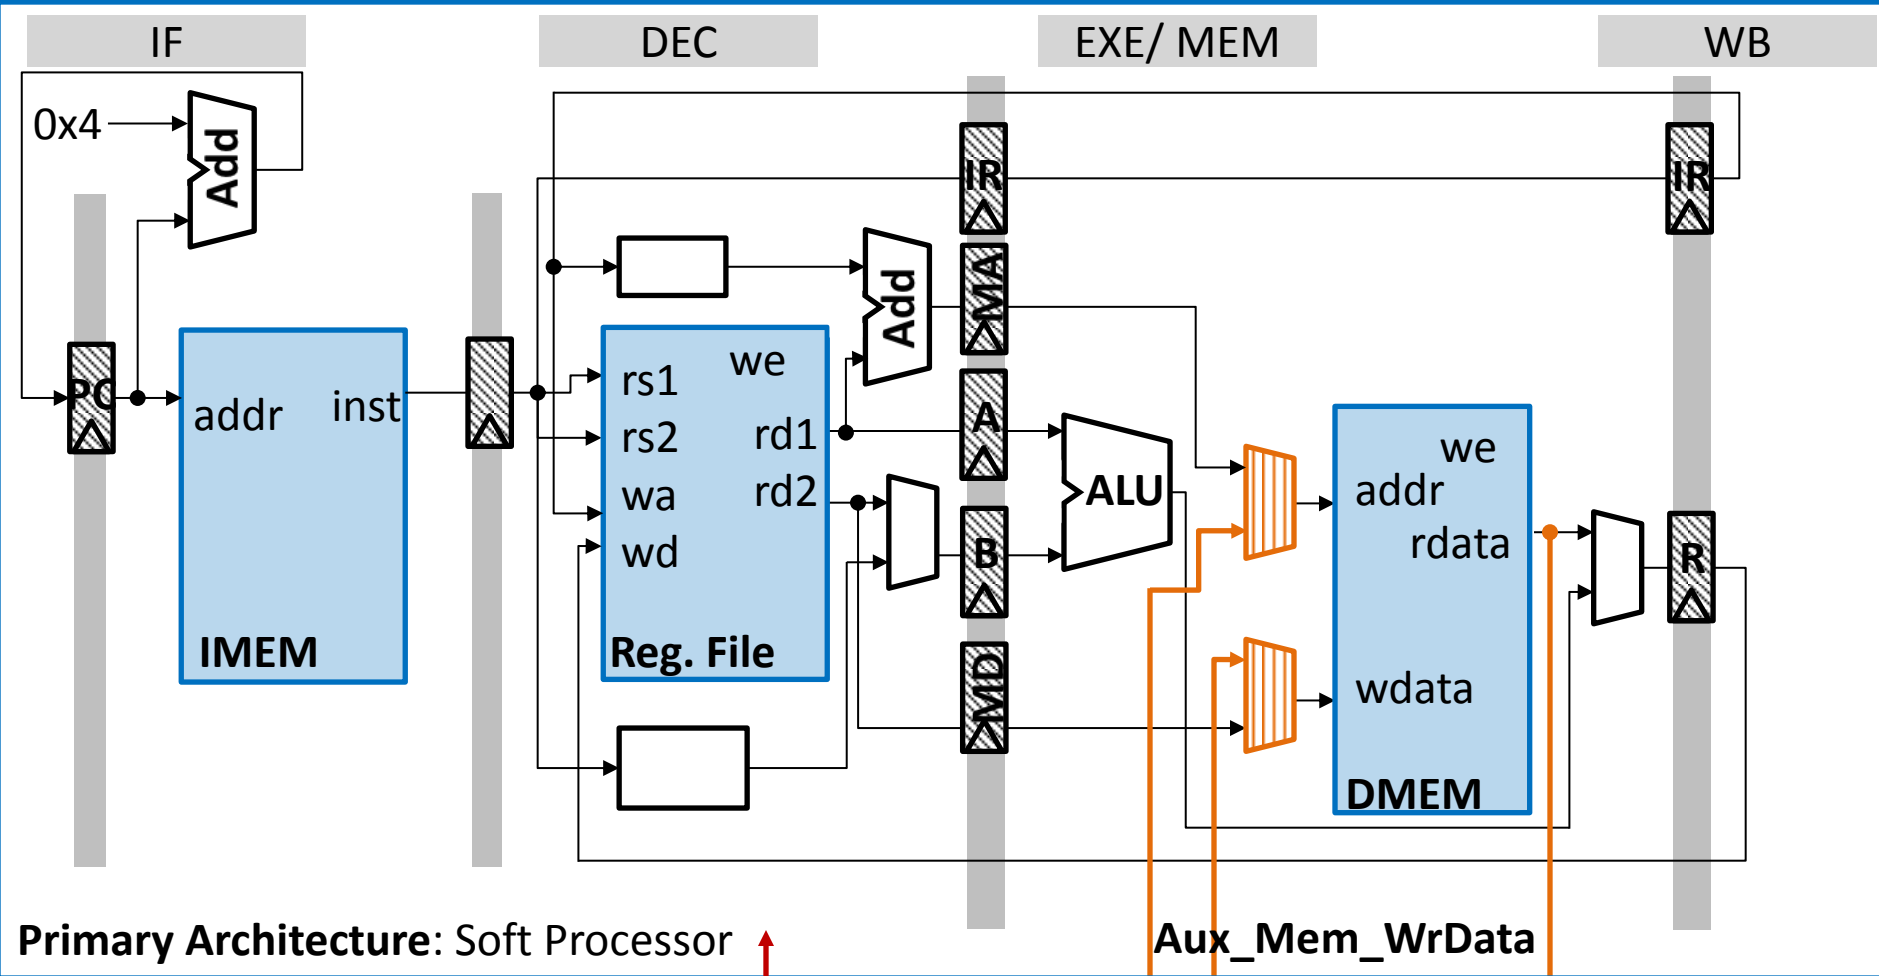 IF
DEC
EXE/ MEM
WB
0x4
Add
PC
addr
inst
IMEM
rs1
rs2
wa
wd
we
rd1
rd2
Reg. File
Add
IR
MA
A
B
MD
ALU
we
addr
rdata
wdata
DMEM
IR
R
Primary Architecture: Soft Processor
Aux_Mem_WrData